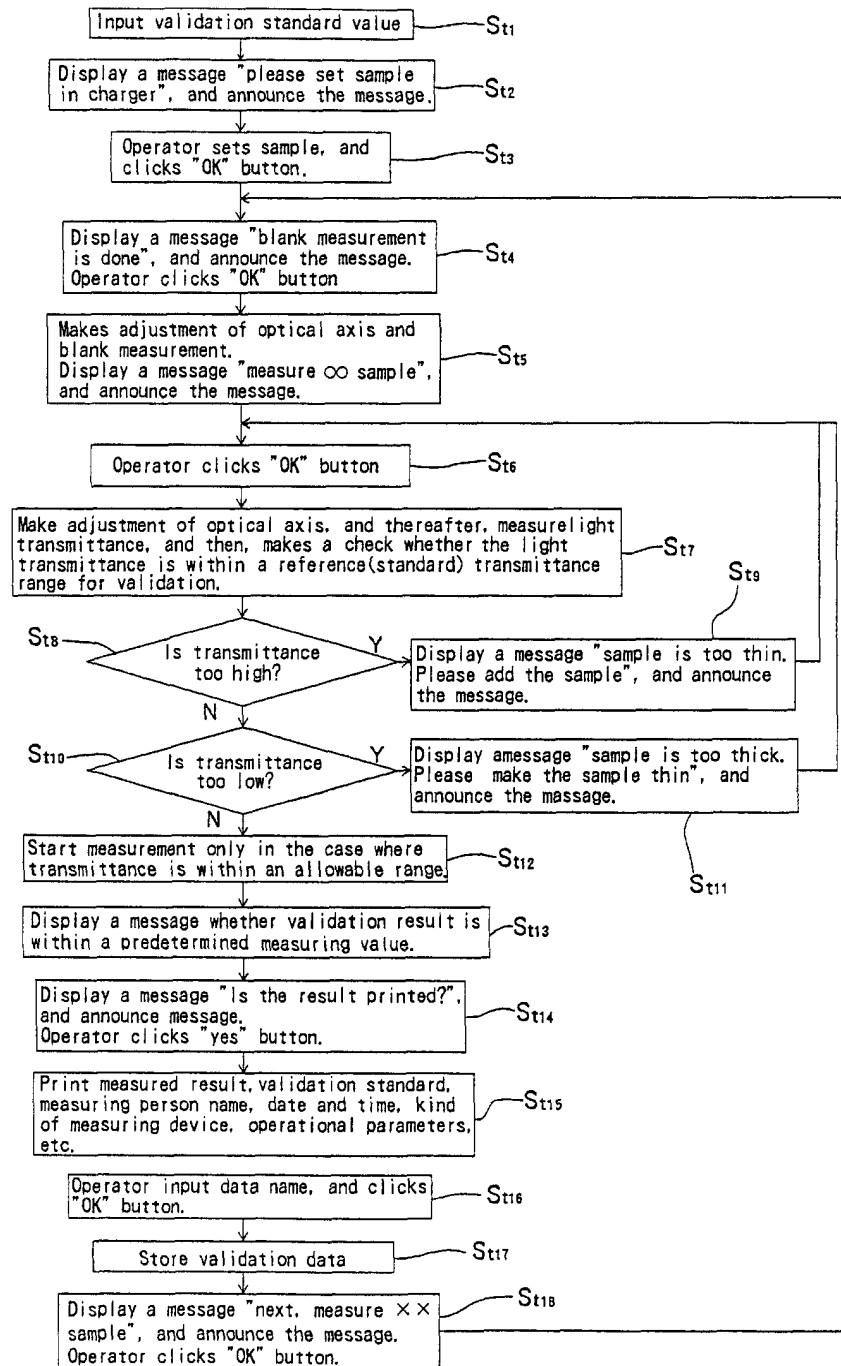 Input validation standard value
St1
Display a message "please set sample
in charger", and announce the message.
St2
Operator sets sample, and
clicks "OK" button.
St3
Display a message "blank measurement
is done", and announce the message.
Operator clicks "OK" button
St4
Makes adjustment of optical axis and
blank measurement.
Display a message "measure ∞ sample",
and announce the message.
St5
Operator clicks "OK" button
St6
Make adjustment of optical axis, and thereafter, measurelight
transmittance, and then, makes a check whether the light
transmittance is within a reference(standard) transmittance
range for validation.
St7
St8
Is transmittance
too high?
Y
N
St9
Display a message "sample is too thin.
Please add the sample", and announce
the message.
St10
Is transmittance
too low?
Y
N
Display amessage "sample is too thick.
Please make the sample thin", and
announce the massage.
St11
Start measurement only in the case where
transmittance is within an allowable range.
St12
Display a message whether validation result is
within a predetermined measuring value.
St13
Display a message "Is the result printed?",
and announce message.
Operator clicks "yes" button.
St14
Print measured result, validation standard,
measuring person name, date and time, kind
of measuring device, operational parameters,
etc.
St15
Operator input data name, and clicks
"OK" button.
St16
Store validation data
St17
Display a message "next, measure ××
sample", and announce the message.
Operator clicks "OK" button.
St18